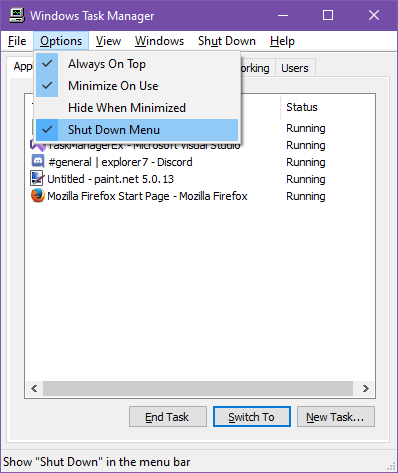 Windows Task Manager
File Options View Windows Shut Down Help
Always On Top
Minimize On Use
Hide When Minimized
Shut Down Menu
Users
Status
Running
TaskManagerEx - Microsoft Visual Studio Running
#general | explorer7 - Discord Running
Untitled - paint.net 5.0.13 Running
Mozilla Firefox Start Page - Mozilla Firefox Running
End Task Switch To New Task...
Show "Shut Down" in the menu bar